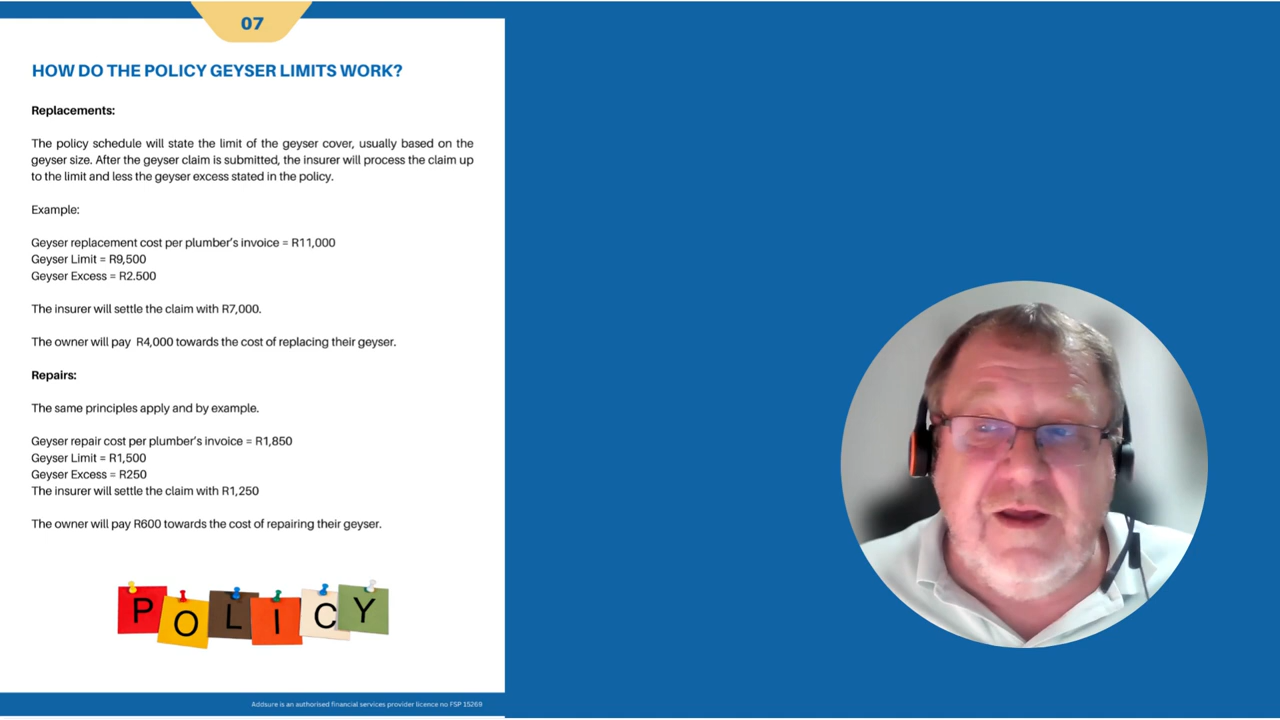 07
HOW DO THE POLICY GEYSER LIMITS WORK?
Replacements:
The policy schedule will state the limit of the geyser cover, usually based on the
geyser size. After the geyser claim is submitted, the insurer will process the claim up
to the limit and less the geyser excess stated in the policy.
Example:
Geyser replacement cost per plumber's invoice = R11,000
Geyser Limit = R9,500
Geyser Excess = R2.500
The insurer will settle the claim with R7,000.
The owner will pay R4,000 towards the cost of replacing their geyser.
Repairs:
The same principles apply and by example.
Geyser repair cost per plumber's invoice = R1,850
Geyser Limit = R1,500
Geyser Excess = R250
The insurer will settle the claim with R1,250
The owner will pay R600 towards the cost of repairing their geyser.
POLICY
Addsure is an authorised financial services provider licence no FSP 15269